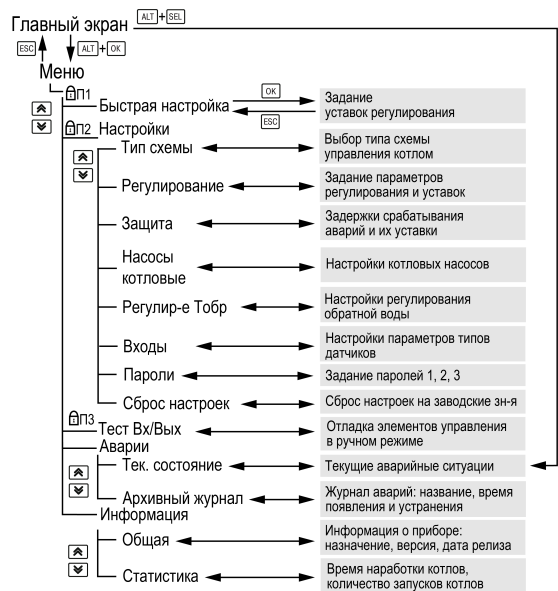 Главный экран ALT + SEL
ESC ALT + OK
Меню
П1
Быстрая настройка OK ESC Задание
уставок регулирования
П2 Настройки
Тип схемы Выбор типа схемы
управления котлом
Регулирование Задание параметров
регулирования и уставок
Защита Задержки срабатывания
аварий и их уставки
Насосы
котловые Настройки котловых насосов
Регулир-е Тобр Настройки регулирования
обратной воды
Входы Настройки параметров типов
датчиков
Пароли Задание паролей 1, 2, 3
Сброс настроек Сброс настроек на заводские зн-я
П3
Тест Вх/Вых Отладка элементов управления
в ручном режиме
Аварии
Тек. состояние Текущие аварийные ситуации
Архивный журнал Журнал аварий: название, время
появления и устранения
Информация
Общая Информация о приборе:
назначение, версия, дата релиза
Статистика Время наработки котлов,
количество запусков котлов